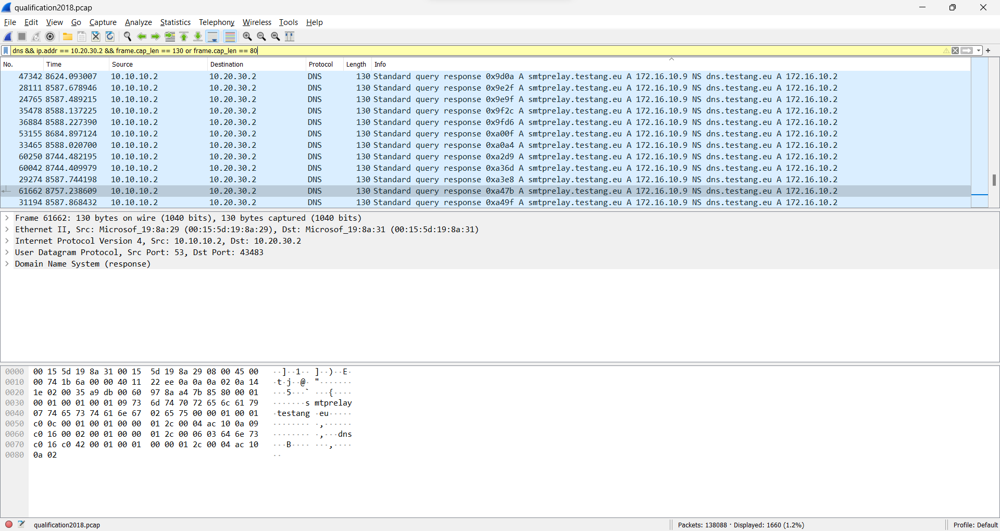 qualification2018.pcap
File Edit View Go Capture Analyze Statistics Telephony Wireless Tools Help
dns && ip.addr == 10.20.30.2 && frame.cap_len == 130 or frame.cap_len == 80
No. Time Source Destination Protocol Length Info
47342 8624.093007 10.10.10.2 10.20.30.2 DNS 130 Standard query response 0x9d0a A smtprelay.testang.eu A 172.16.10.9 NS dns.testang.eu A 172.16.10.2
28111 8587.678946 10.10.10.2 10.20.30.2 DNS 130 Standard query response 0x9e2f A smtprelay.testang.eu A 172.16.10.9 NS dns.testang.eu A 172.16.10.2
24765 8587.489215 10.10.10.2 10.20.30.2 DNS 130 Standard query response 0x9e9f A smtprelay.testang.eu A 172.16.10.9 NS dns.testang.eu A 172.16.10.2
35478 8588.137225 10.10.10.2 10.20.30.2 DNS 130 Standard query response 0x9f2c A smtprelay.testang.eu A 172.16.10.9 NS dns.testang.eu A 172.16.10.2
36884 8588.227390 10.10.10.2 10.20.30.2 DNS 130 Standard query response 0x9fd6 A smtprelay.testang.eu A 172.16.10.9 NS dns.testang.eu A 172.16.10.2
53155 8684.897124 10.10.10.2 10.20.30.2 DNS 130 Standard query response 0xa00f A smtprelay.testang.eu A 172.16.10.9 NS dns.testang.eu A 172.16.10.2
33465 8588.020700 10.10.10.2 10.20.30.2 DNS 130 Standard query response 0xa0a4 A smtprelay.testang.eu A 172.16.10.9 NS dns.testang.eu A 172.16.10.2
60250 8744.482195 10.10.10.2 10.20.30.2 DNS 130 Standard query response 0xa2d9 A smtprelay.testang.eu A 172.16.10.9 NS dns.testang.eu A 172.16.10.2
60042 8744.409979 10.10.10.2 10.20.30.2 DNS 130 Standard query response 0xa36d A smtprelay.testang.eu A 172.16.10.9 NS dns.testang.eu A 172.16.10.2
29274 8587.744198 10.10.10.2 10.20.30.2 DNS 130 Standard query response 0xa3e8 A smtprelay.testang.eu A 172.16.10.9 NS dns.testang.eu A 172.16.10.2
61662 8757.238609 10.10.10.2 10.20.30.2 DNS 130 Standard query response 0xa47b A smtprelay.testang.eu A 172.16.10.9 NS dns.testang.eu A 172.16.10.2
31194 8587.868432 10.10.10.2 10.20.30.2 DNS 130 Standard query response 0xa49f A smtprelay.testang.eu A 172.16.10.9 NS dns.testang.eu A 172.16.10.2
> Frame 61662: 130 bytes on wire (1040 bits), 130 bytes captured (1040 bits)
> Ethernet II, Src: Microsof_19:8a:29 (00:15:5d:19:8a:29), Dst: Microsof_19:8a:31 (00:15:5d:19:8a:31)
> Internet Protocol Version 4, Src: 10.10.10.2, Dst: 10.20.30.2
> User Datagram Protocol, Src Port: 53, Dst Port: 43483
> Domain Name System (response)
0000 00 15 5d 19 8a 31 00 15 5d 19 8a 29 08 00 45 00 ··]··1·· ]··)··E·
0010 00 74 1b 6a 00 00 40 11 22 ee 0a 0a 0a 02 0a 14 ·t·j··@· "·······
0020 1e 02 00 35 a9 db 00 60 97 8a a4 7b 85 80 00 01 ···5···` ···{····
0030 00 01 00 01 00 01 09 73 6d 74 70 72 65 6c 61 79 ·······s mtprelay
0040 07 74 65 73 74 61 6e 67 02 65 75 00 00 01 00 01 ·testang ·eu·····
0050 c0 0c 00 01 00 01 00 00 01 2c 00 04 ac 10 0a 09 ········ ·,······
0060 c0 16 00 02 00 01 00 00 01 2c 00 06 03 64 6e 73 ········ ·,···dns
0070 c0 16 c0 42 00 01 00 01 00 00 01 2c 00 04 ac 10 ···B···· ···,····
0080 0a 02 ··
qualification2018.pcap
Packets: 138088 · Displayed: 1660 (1.2%)
Profile: Default